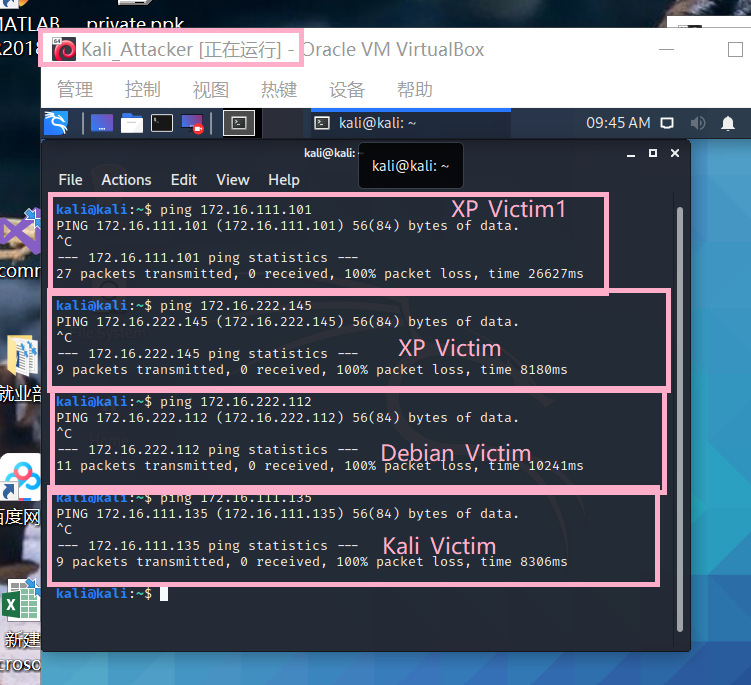 MATLAB
R2018
private.ppk
Kali_Attacker [正在运行] - Oracle VM VirtualBox
管理 控制 视图 热键 设备 帮助
kali@kali: ~
09:45 AM
kali@kali: ~
kali@kali: ~
File Actions Edit View Help
kali@kali:~$ ping 172.16.111.101
XP Victim1
PING 172.16.111.101 (172.16.111.101) 56(84) bytes of data.
^C
--- 172.16.111.101 ping statistics ---
27 packets transmitted, 0 received, 100% packet loss, time 26627ms
kali@kali:~$ ping 172.16.222.145
PING 172.16.222.145 (172.16.222.145) 56(84) bytes of data.
^C
--- 172.16.222.145 ping statistics ---
XP Victim
9 packets transmitted, 0 received, 100% packet loss, time 8180ms
kali@kali:~$ ping 172.16.222.112
PING 172.16.222.112 (172.16.222.112) 56(84) bytes of data.
^C
--- 172.16.222.112 ping statistics ---
Debian Victim
11 packets transmitted, 0 received, 100% packet loss, time 10241ms
kali@kali:~$ ping 172.16.111.135
PING 172.16.111.135 (172.16.111.135) 56(84) bytes of data.
^C
--- 172.16.111.135 ping statistics ---
Kali Victim
9 packets transmitted, 0 received, 100% packet loss, time 8306ms
kali@kali:~$
comm
就业部
百度网
新建
crosо